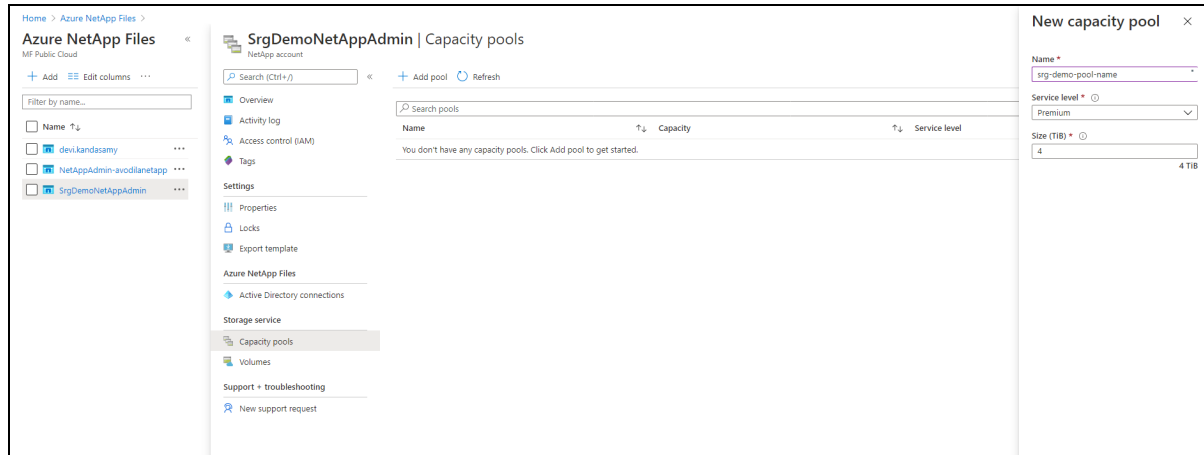 Home > Azure NetApp Files >
Azure NetApp Files «
MF Public Cloud
+ Add Edit columns ...
Filter by name...
Name ↑↓
devi.kandasamy ...
NetAppAdmin-avodilanetapp ...
SrgDemoNetAppAdmin ...
SrgDemoNetAppAdmin | Capacity pools
NetApp account
Search (Ctrl+/) «
Overview
Activity log
Access control (IAM)
Tags
Settings
Properties
Locks
Export template
Azure NetApp Files
Active Directory connections
Storage service
Capacity pools
Volumes
Support + troubleshooting
New support request
+ Add pool Refresh
Search pools
Name ↑↓ Capacity ↑↓ Service level
You don't have any capacity pools. Click Add pool to get started.
New capacity pool ×
Name *
srg-demo-pool-name
Service level *
Premium
Size (TiB) *
4
4 TiB